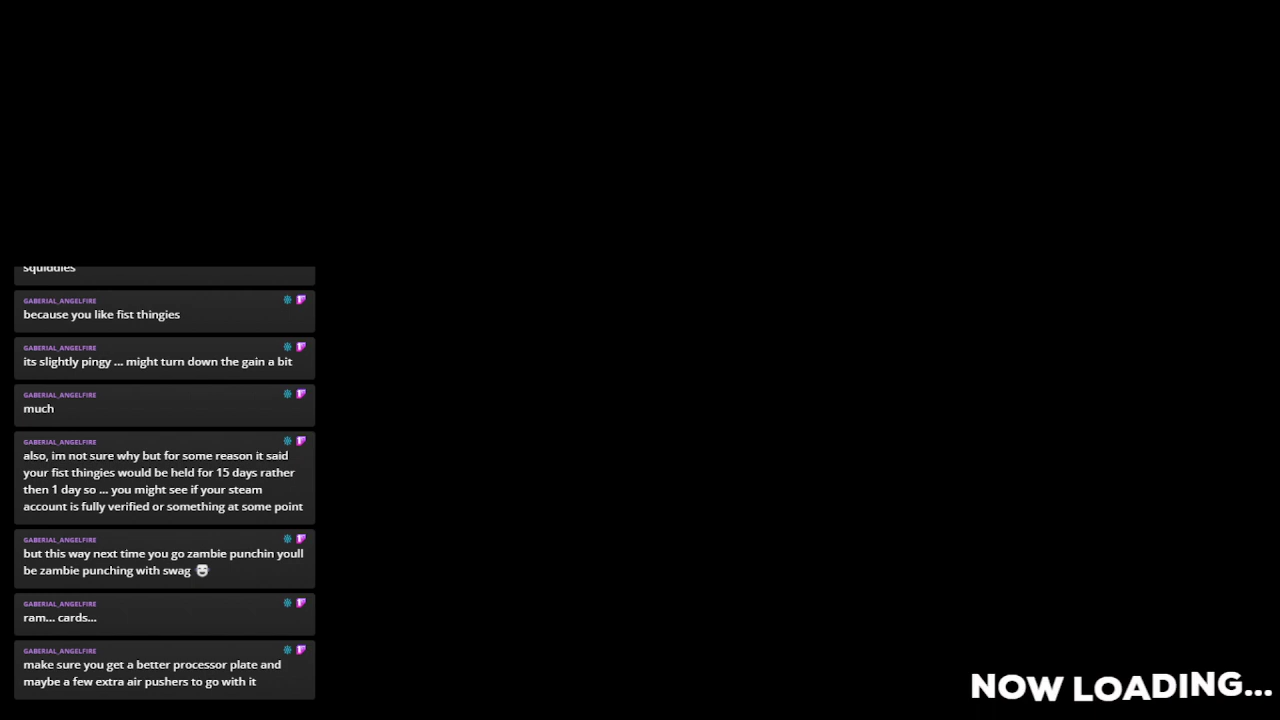 squiddies
GABERIAL_ANGELFIRE
because you like fist thingies
GABERIAL_ANGELFIRE
its slightly pingy ... might turn down the gain a bit
GABERIAL_ANGELFIRE
much
GABERIAL_ANGELFIRE
also, im not sure why but for some reason it said
your fist thingies would be held for 15 days rather
then 1 day so ... you might see if your steam
account is fully verified or something at some point
GABERIAL_ANGELFIRE
but this way next time you go zambie punchin youll
be zambie punching with swag
GABERIAL_ANGELFIRE
ram... cards...
GABERIAL_ANGELFIRE
make sure you get a better processor plate and
maybe a few extra air pushers to go with it
NOW LOADING...